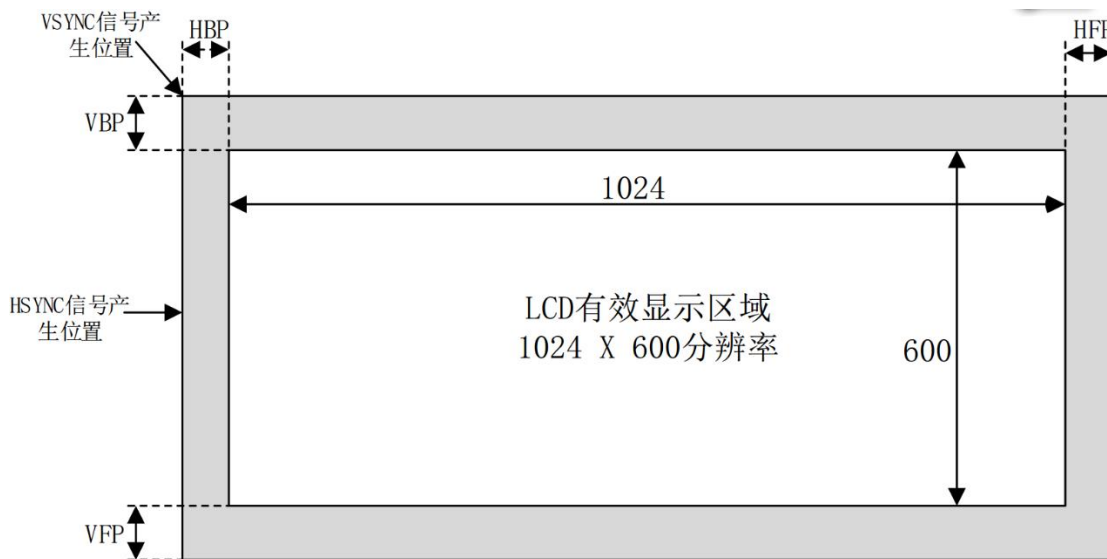 VSYNC信号产
生位置
HBP
HFP
VBP
1024
HSYNC信号产
生位置
LCD有效显示区域
1024 X 600分辨率
600
VFP